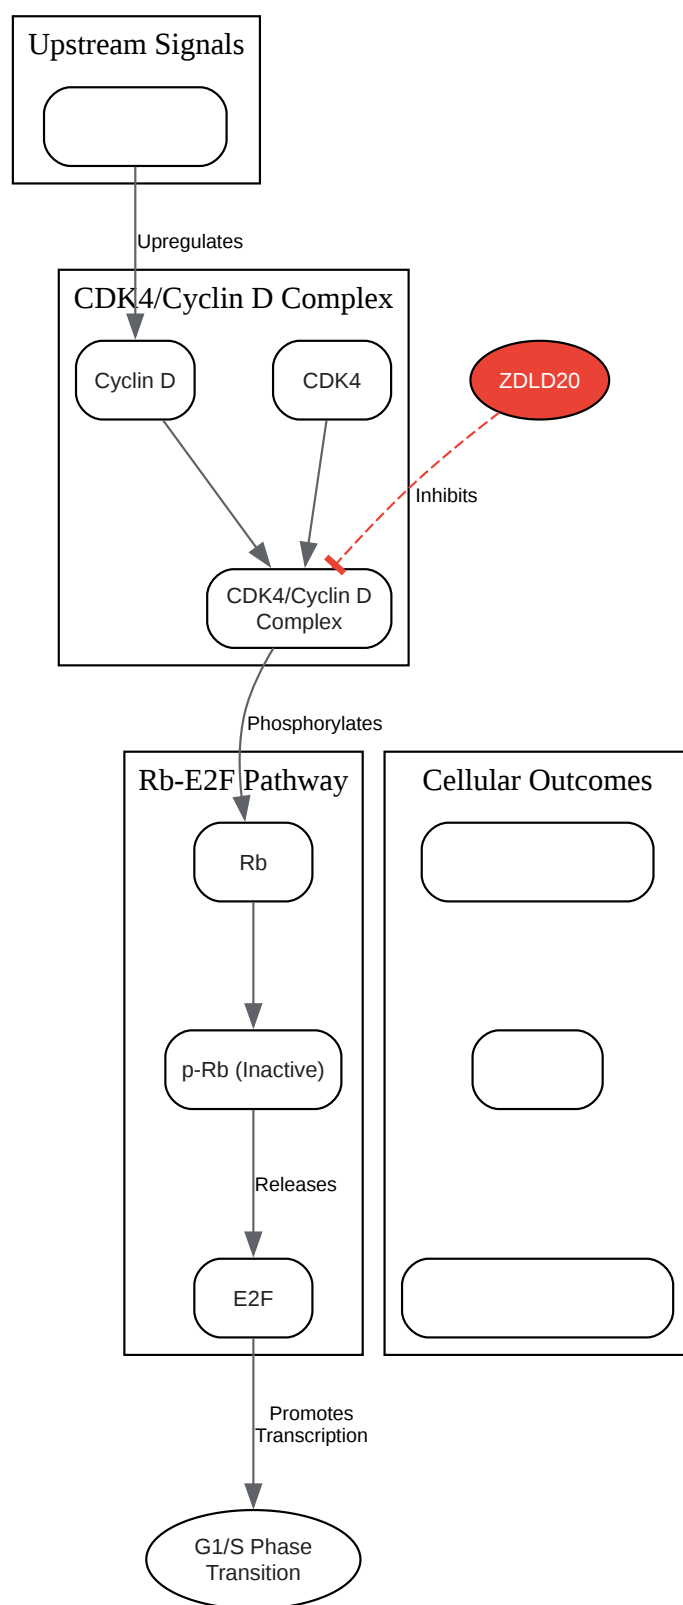 Upstream Signals
Upregulates
CDK4/Cyclin D Complex
Cyclin D
CDK4
ZDLD20
Inhibits
CDK4/Cyclin D
Complex
Phosphorylates
Rb-E2F Pathway
Cellular Outcomes
Rb
p-Rb (Inactive)
Releases
E2F
Promotes
Transcription
G1/S Phase
Transition